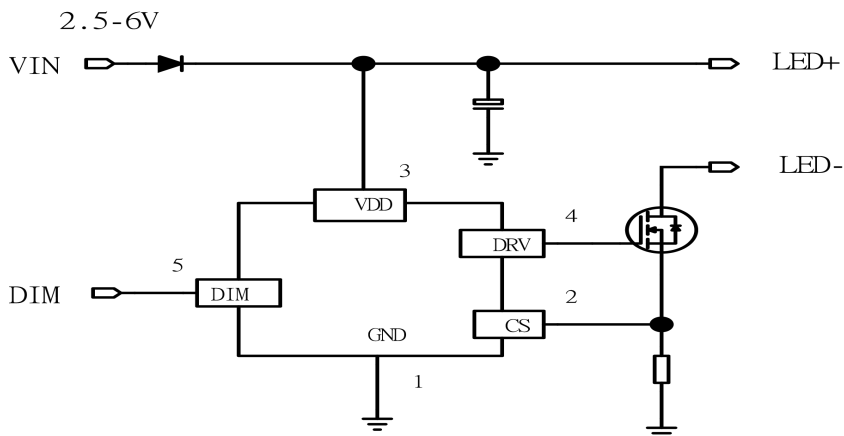 2.5-6V
VIN
LED+
LED-
3
VDD
4
DRV
5
DIM
DIM
2
CS
GND
1